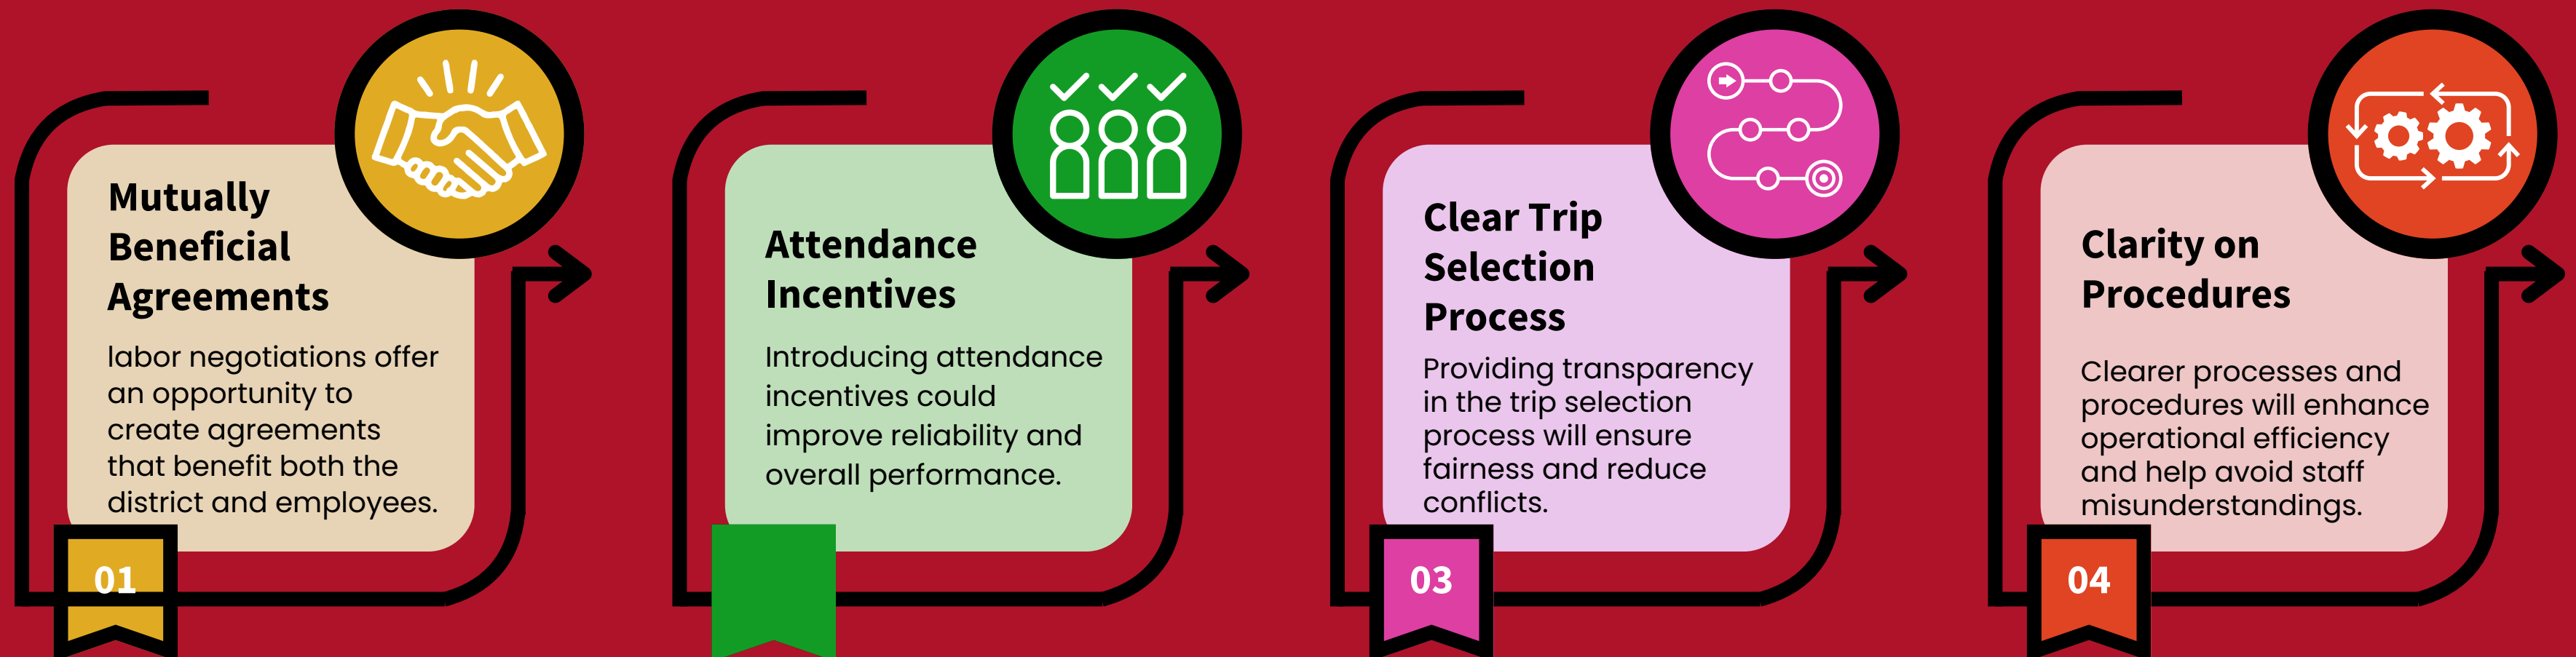 Mutually
Beneficial
Agreements
labor negotiations offer
an opportunity to
create agreements
that benefit both the
district and employees.
01
Attendance
Incentives
Introducing attendance
incentives could
improve reliability and
overall performance.
Clear Trip
Selection
Process
Providing transparency
in the trip selection
process will ensure
fairness and reduce
conflicts.
03
Clarity on
Procedures
Clearer processes and
procedures will enhance
operational efficiency
and help avoid staff
misunderstandings.
04